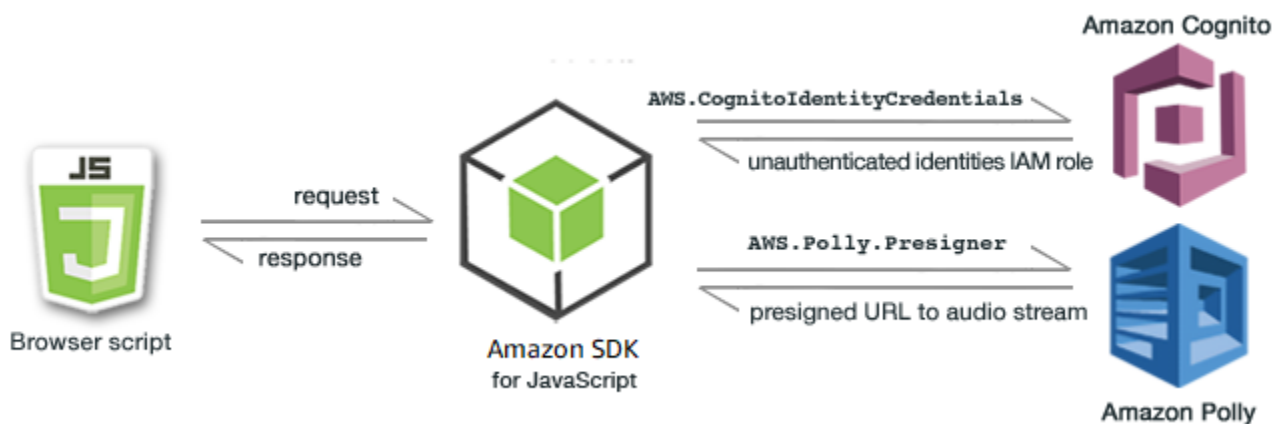 Amazon Cognito
AWS.CognitoIdentityCredentials
unauthenticated identities IAM role
JS
request
response
AWS.Polly.Presigner
presigned URL to audio stream
Browser script
Amazon SDK
for JavaScript
Amazon Polly